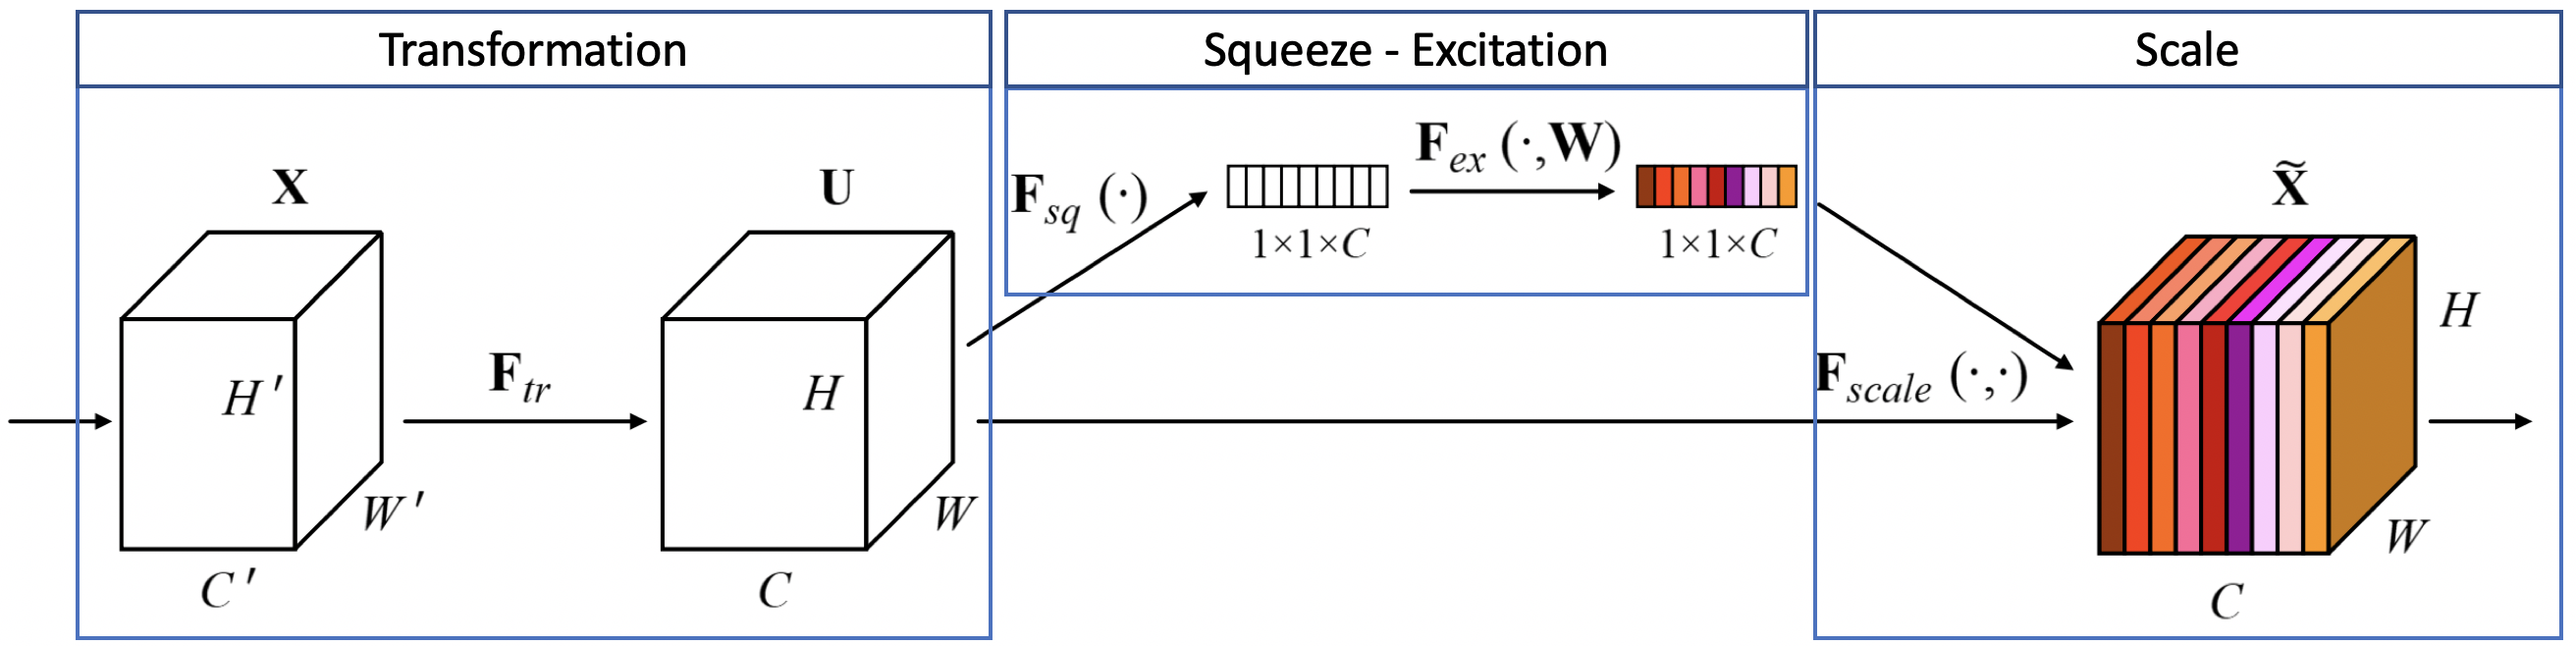 Transformation
Squeeze - Excitation
Scale
X
H′
W′
C′
F_tr
U
H
W
C
F_sq (·)
1×1×C
F_ex (·,W)
1×1×C
F_scale (·,·)
X̃
H
W
C